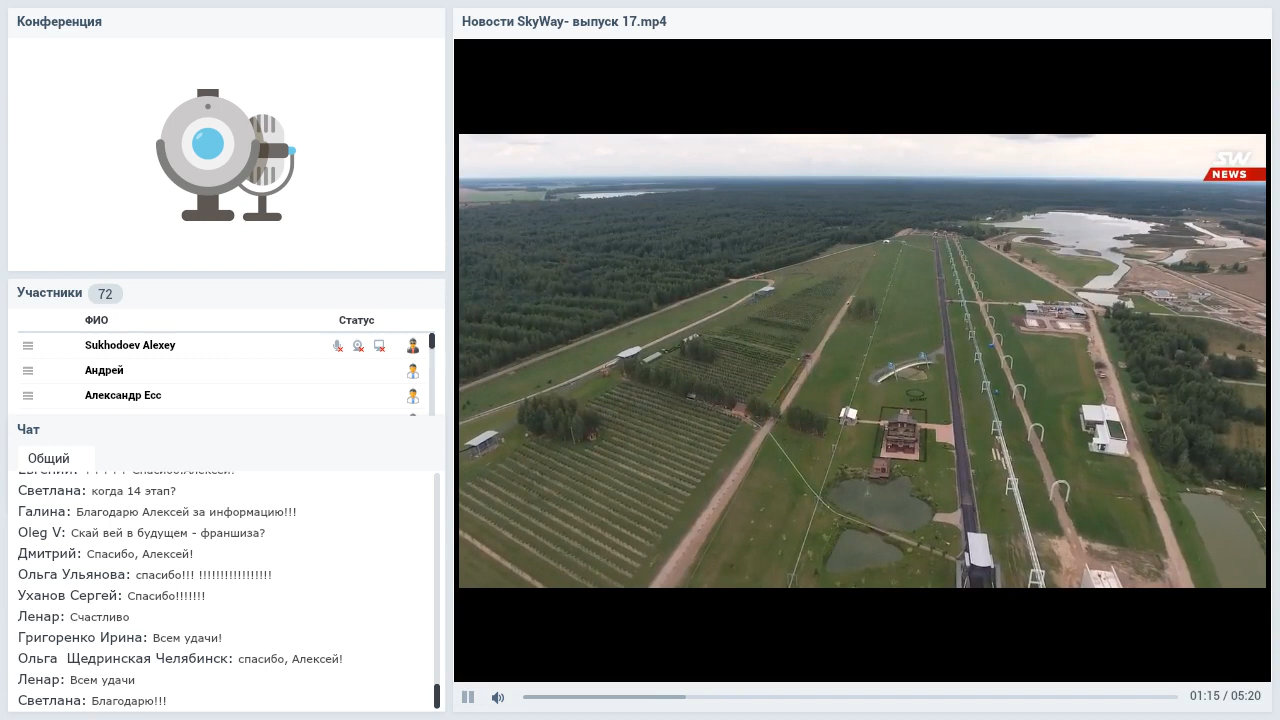 Конференция
Участники 72
ФИО Статус
Sukhodoev Alexey
Андрей
Александр Есс
Чат
Общий
Светлана: когда 14 этап?
Галина: Благодарю Алексей за информацию!!!
Oleg V: Скай вей в будущем - франшиза?
Дмитрий: Спасибо, Алексей!
Ольга Ульянова: спасибо!!! !!!!!!!!!!!!!!!!!
Уханов Сергей: Спасибо!!!!!!!
Ленар: Счастливо
Григоренко Ирина: Всем удачи!
Ольга  Щедринская Челябинск: спасибо, Алексей!
Ленар: Всем удачи
Светлана: Благодарю!!!
Новости SkyWay- выпуск 17.mp4
SW
NEWS
01:15 / 05:20